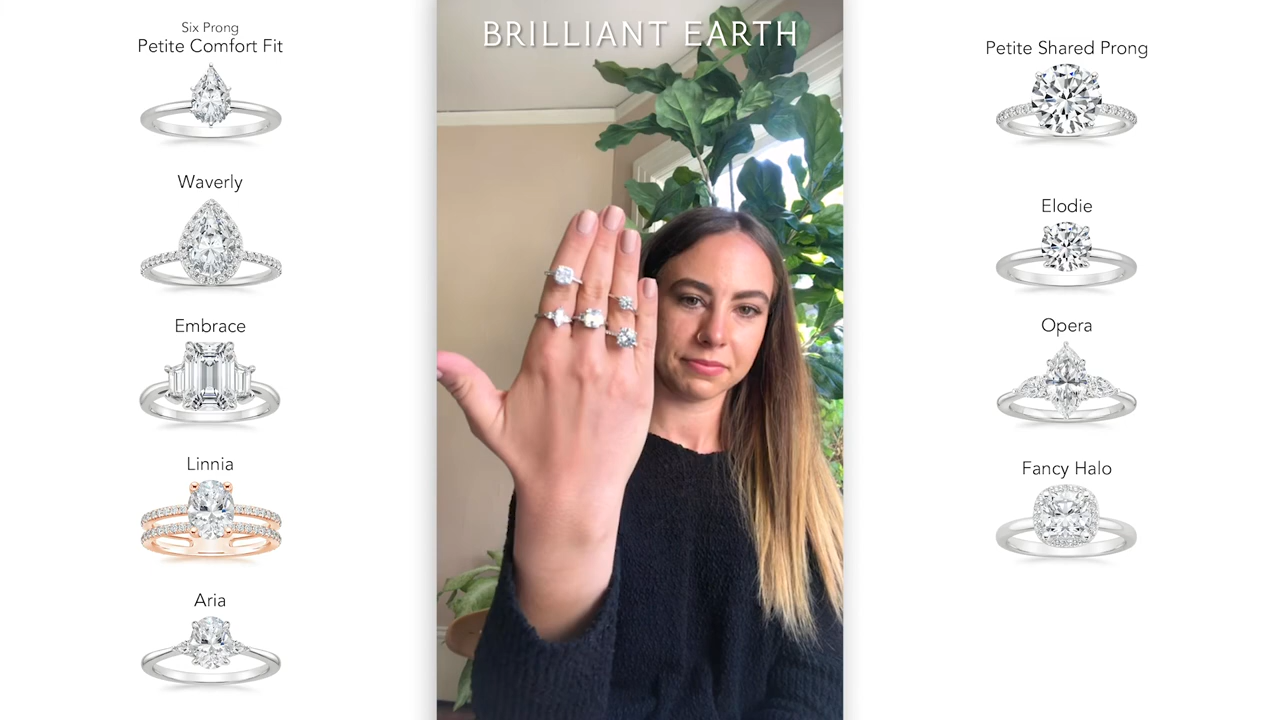 Six Prong
Petite Comfort Fit
Waverly
Embrace
Linnia
Aria
BRILLIANT EARTH
Petite Shared Prong
Elodie
Opera
Fancy Halo